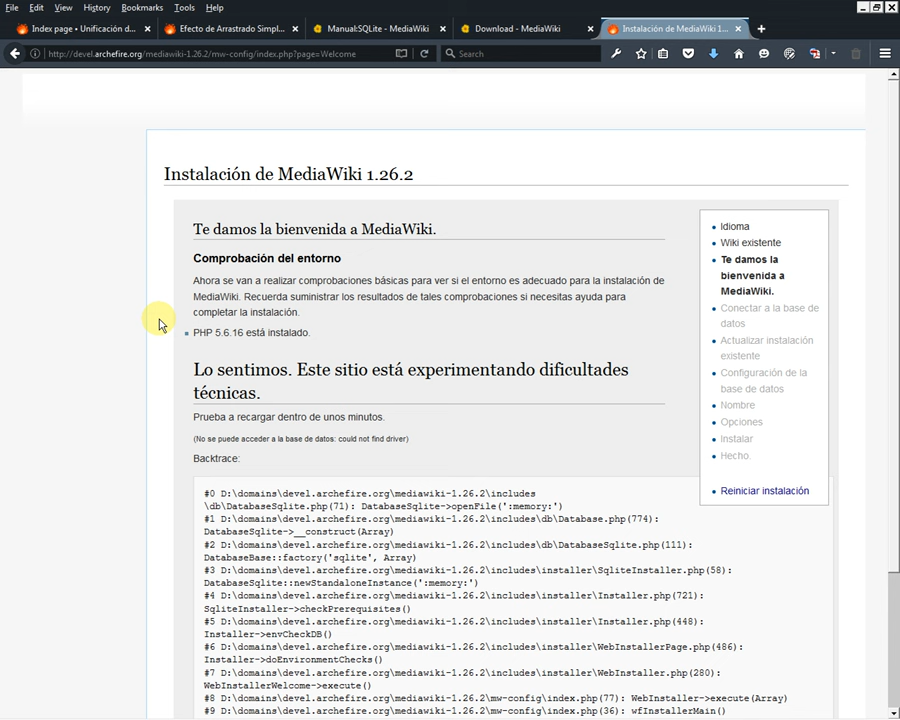 File Edit View History Bookmarks Tools Help
Index page • Unificación d...
Efecto de Arrastrado Simpl...
Manual:SQLite - MediaWiki
Download - MediaWiki
Instalación de MediaWiki 1...
http://devel.archefire.org/mediawiki-1.26.2/mw-config/index.php?page=Welcome
Search
Instalación de MediaWiki 1.26.2
Te damos la bienvenida a MediaWiki.
Comprobación del entorno
Ahora se van a realizar comprobaciones básicas para ver si el entorno es adecuado para la instalación de
MediaWiki. Recuerda suministrar los resultados de tales comprobaciones si necesitas ayuda para
completar la instalación.
PHP 5.6.16 está instalado.
Lo sentimos. Este sitio está experimentando dificultades
técnicas.
Prueba a recargar dentro de unos minutos.
(No se puede acceder a la base de datos: could not find driver)
Backtrace:
#0 D:\domains\devel.archefire.org\mediawiki-1.26.2\includes
\db\DatabaseSqlite.php(71): DatabaseSqlite->openFile(':memory:')
#1 D:\domains\devel.archefire.org\mediawiki-1.26.2\includes\db\Database.php(774):
DatabaseSqlite->__construct(Array)
#2 D:\domains\devel.archefire.org\mediawiki-1.26.2\includes\db\DatabaseSqlite.php(111):
DatabaseBase::factory('sqlite', Array)
#3 D:\domains\devel.archefire.org\mediawiki-1.26.2\includes\installer\SqliteInstaller.php(58):
DatabaseSqlite::newStandaloneInstance(':memory:')
#4 D:\domains\devel.archefire.org\mediawiki-1.26.2\includes\installer\Installer.php(721):
SqliteInstaller->checkPrerequisites()
#5 D:\domains\devel.archefire.org\mediawiki-1.26.2\includes\installer\Installer.php(448):
Installer->envCheckDB()
#6 D:\domains\devel.archefire.org\mediawiki-1.26.2\includes\installer\WebInstallerPage.php(486):
Installer->doEnvironmentChecks()
#7 D:\domains\devel.archefire.org\mediawiki-1.26.2\includes\installer\WebInstaller.php(280):
WebInstallerWelcome->execute()
#8 D:\domains\devel.archefire.org\mediawiki-1.26.2\mw-config\index.php(77): WebInstaller->execute(Array)
#9 D:\domains\devel.archefire.org\mediawiki-1.26.2\mw-config\index.php(36): wfInstallerMain()
Idioma
Wiki existente
Te damos la
bienvenida a
MediaWiki.
Conectar a la base de
datos
Actualizar instalación
existente
Configuración de la
base de datos
Nombre
Opciones
Instalar
Hecho.
Reiniciar instalación